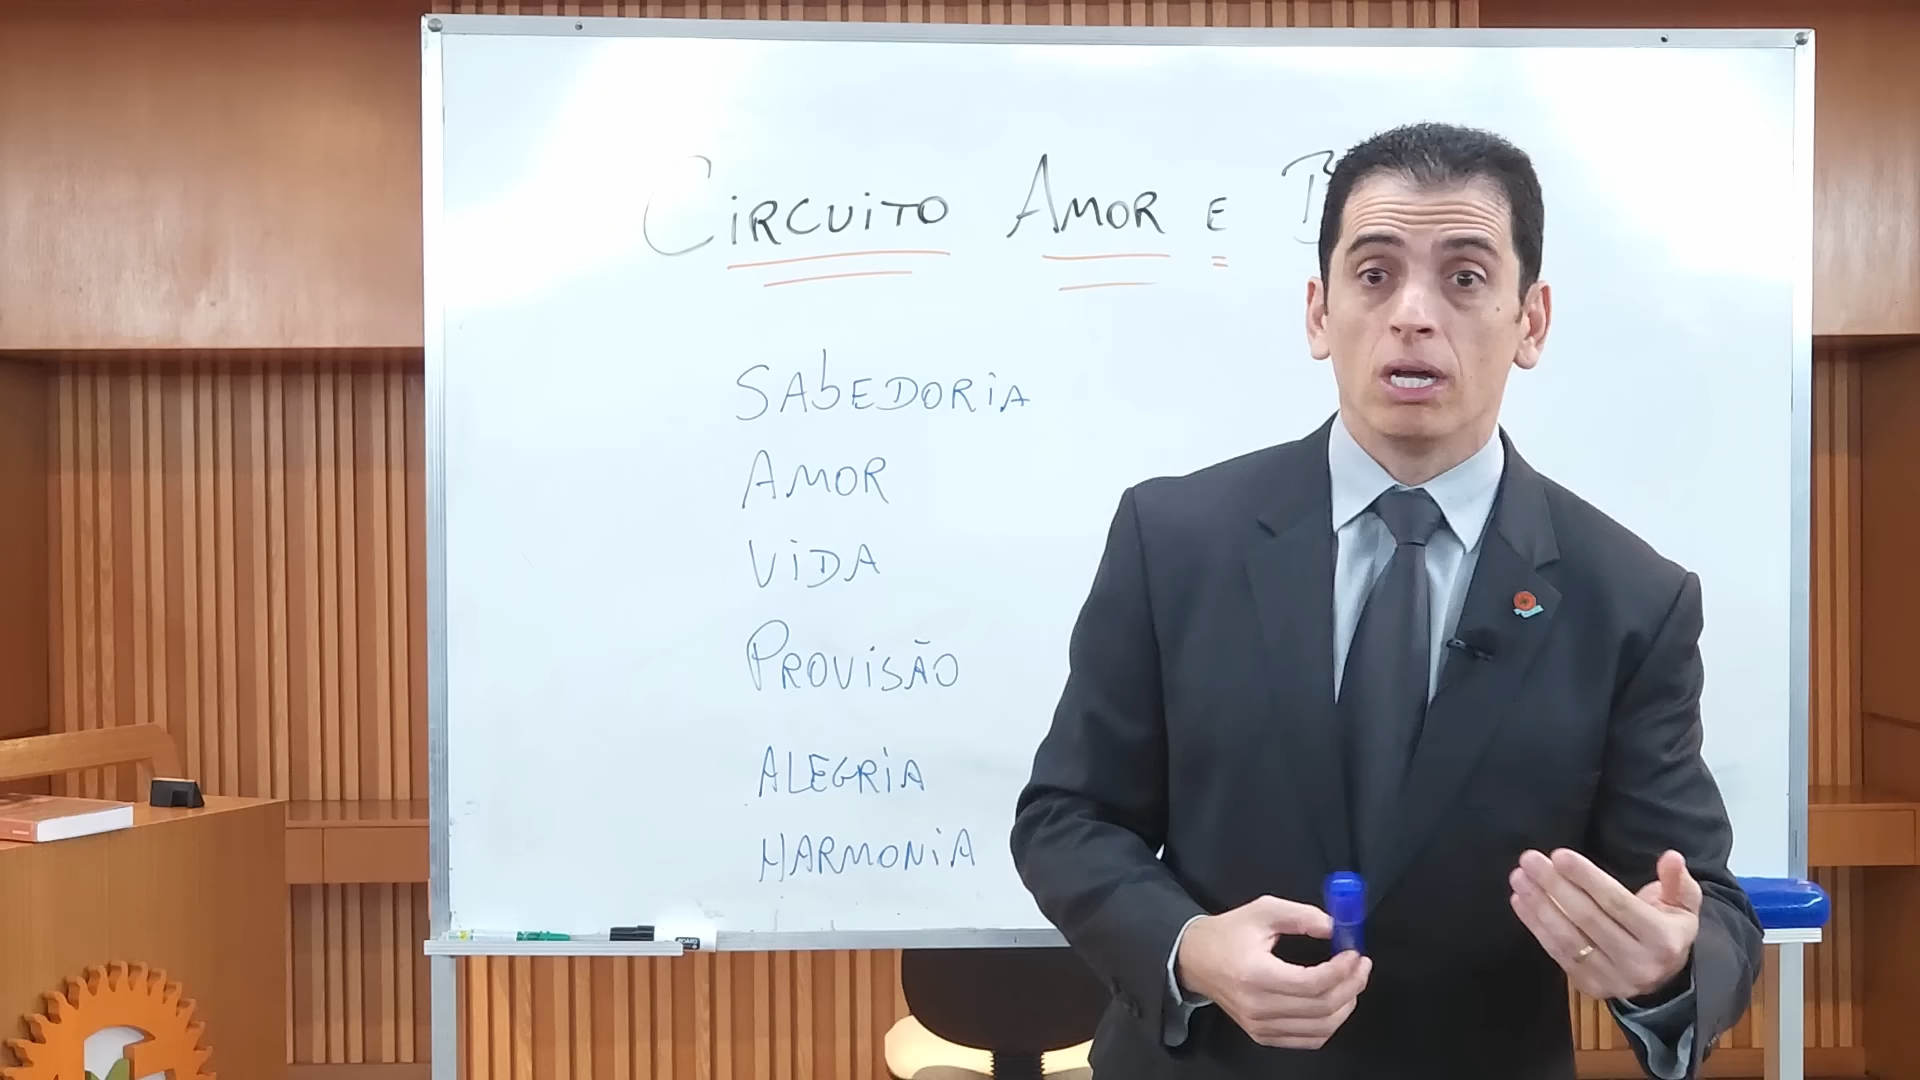 CIRCUITO AMOR E B
SAbEDORiA
AMOR
ViDA
PROViSÃO
ALEGRiA
HARMONiA